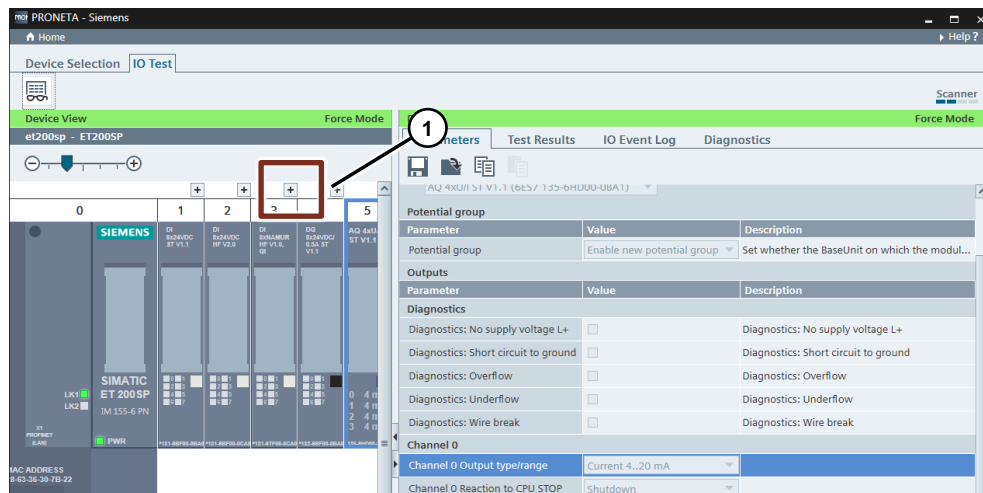 PRONETA - Siemens
Home
Help ?
Device Selection
IO Test
Scanner
Device View
Force Mode
Force Mode
et200sp - ET200SP
1
Test Results
IO Event Log
Diagnostics
AQ 4xU/I ST V1.1 (6ES7 135-6HD00-0BA1)
0
1
2
5
Potential group
Parameter
Value
Description
Potential group
Enable new potential group
Set whether the BaseUnit on which the modul...
Outputs
Parameter
Value
Description
Diagnostics
Diagnostics: No supply voltage L+
Diagnostics: No supply voltage L+
Diagnostics: Short circuit to ground
Diagnostics: Short circuit to ground
Diagnostics: Overflow
Diagnostics: Overflow
Diagnostics: Underflow
Diagnostics: Underflow
Diagnostics: Wire break
Diagnostics: Wire break
Channel 0
Channel 0 Output type/range
Current 4..20 mA
Channel 0 Reaction to CPU STOP
Shutdown
SIEMENS
DI
8x24VDC
ST V1.1
DI
8x24VDC
HF V2.0
DI
8xNAMUR
HF V1.0,
QI
DQ
8x24VDC/
0.5A ST
V1.1
AQ 4xU/
ST V1.1
SIMATIC
ET 200SP
IM 155-6 PN
LK1
LK2
X1
PROFINET
(LAN)
PWR
MAC ADDRESS
8-63-36-30-7B-22